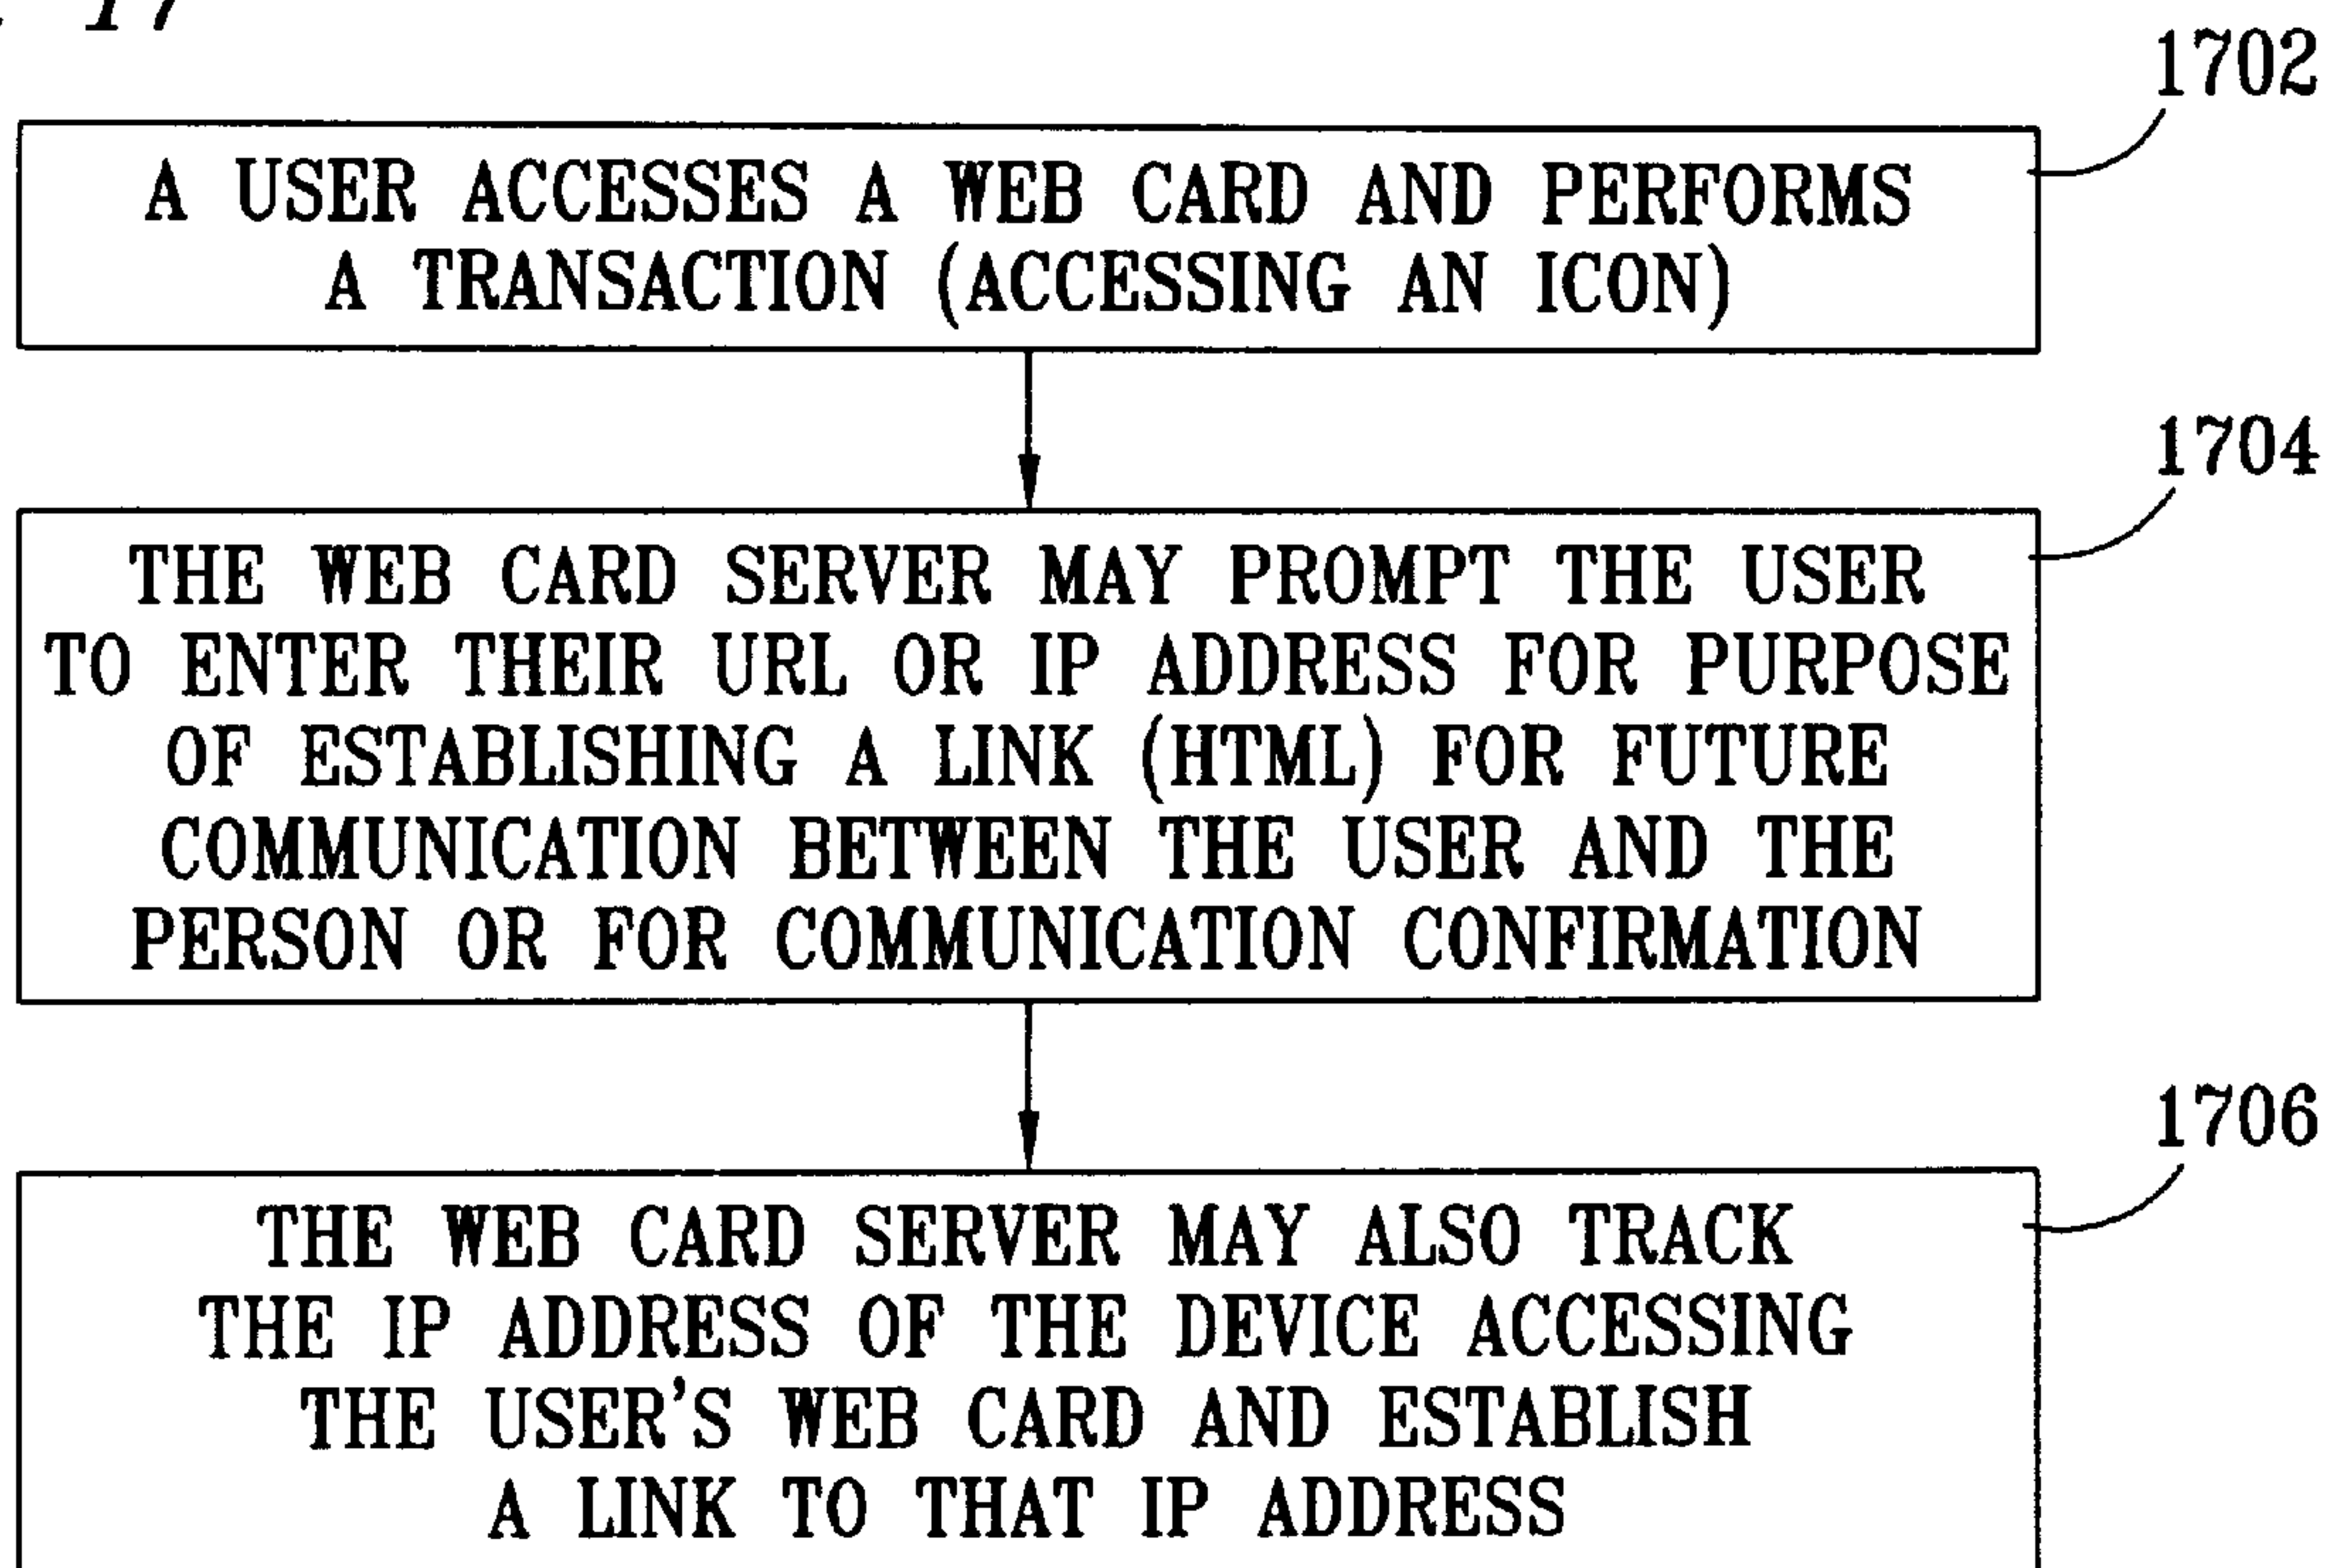 17
1702
A USER ACCESSES A WEB CARD AND PERFORMS
A TRANSACTION (ACCESSING AN ICON)
1704
THE WEB CARD SERVER MAY PROMPT THE USER
TO ENTER THEIR URL OR IP ADDRESS FOR PURPOSE
OF ESTABLISHING A LINK (HTML) FOR FUTURE
COMMUNICATION BETWEEN THE USER AND THE
PERSON OR FOR COMMUNICATION CONFIRMATION
1706
THE WEB CARD SERVER MAY ALSO TRACK
THE IP ADDRESS OF THE DEVICE ACCESSING
THE USER'S WEB CARD AND ESTABLISH
A LINK TO THAT IP ADDRESS